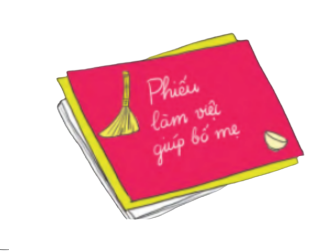 Phiếu
làm việc
giúp bố mẹ